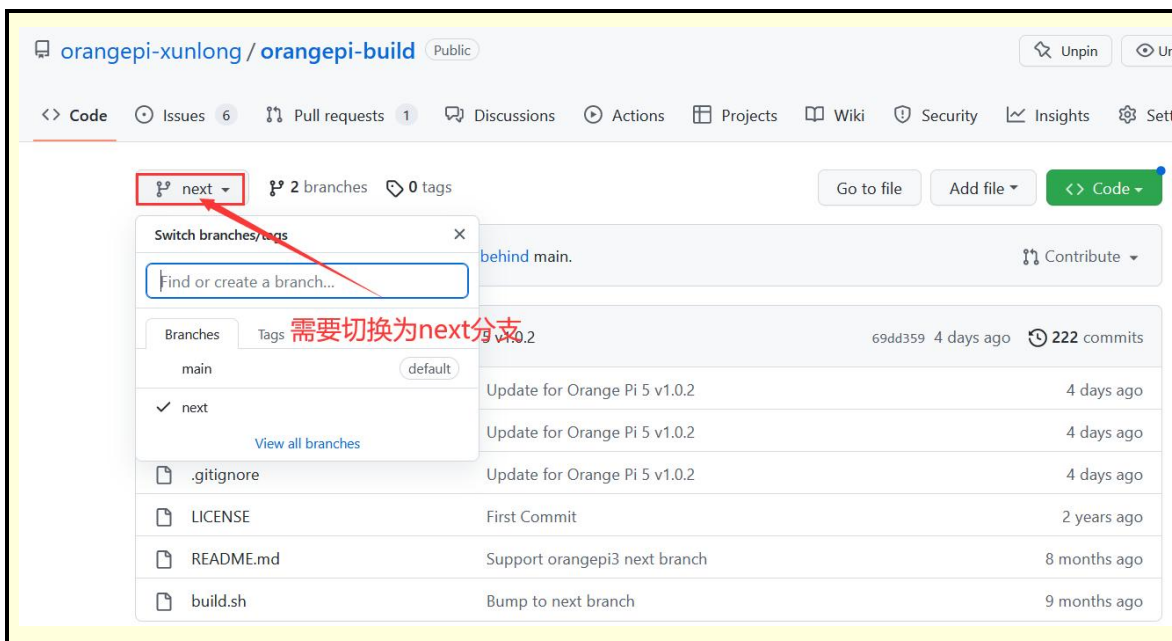 orangepi-xunlong / orangepi-build Public
Unpin
Code Issues 6 Pull requests 1 Discussions Actions Projects Wiki Security Insights
next 2 branches 0 tags Go to file Add file Code
Switch branches/tags
behind main. Contribute
Find or create a branch...
Branches Tags 需要切换为next分支 v1.0.2 69dd359 4 days ago 222 commits
main default
Update for Orange Pi 5 v1.0.2 4 days ago
next
Update for Orange Pi 5 v1.0.2 4 days ago
View all branches
.gitignore Update for Orange Pi 5 v1.0.2 4 days ago
LICENSE First Commit 2 years ago
README.md Support orangepi3 next branch 8 months ago
build.sh Bump to next branch 9 months ago